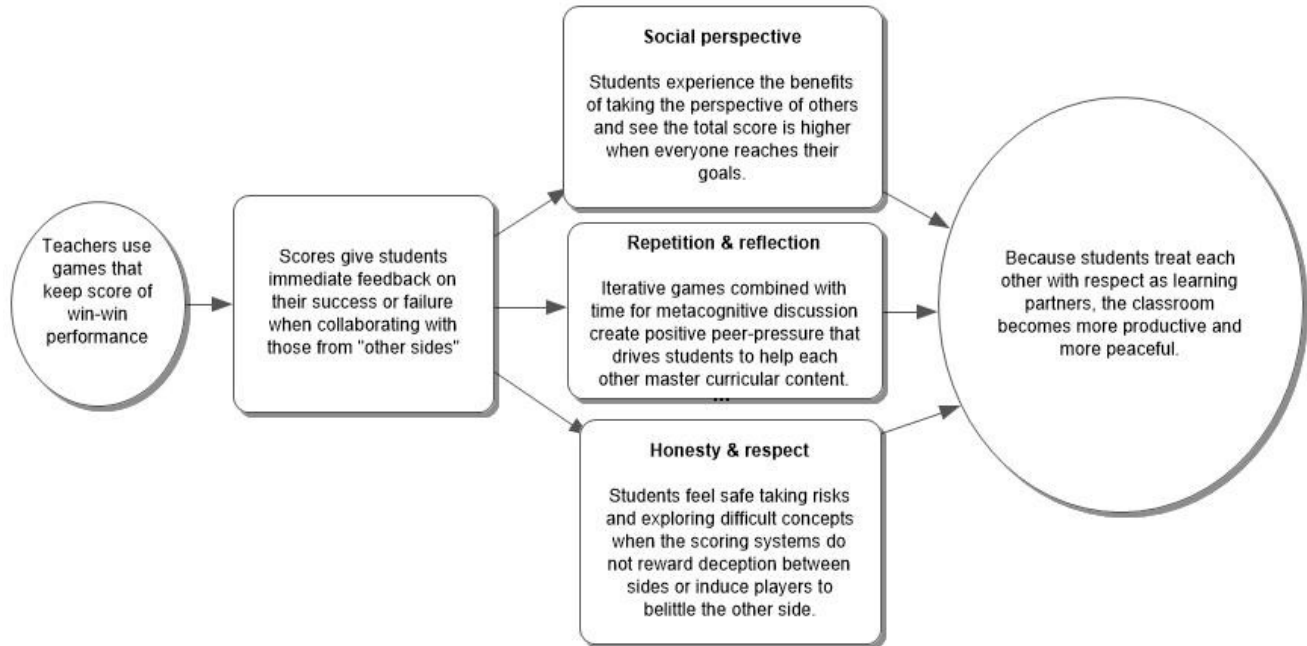 Teachers use
games that
keep score of
win-win
performance
Scores give students
immediate feedback on
their success or failure
when collaborating with
those from "other sides"
Social perspective
Students experience the benefits
of taking the perspective of others
and see the total score is higher
when everyone reaches their
goals.
Repetition & reflection
Iterative games combined with
time for metacognitive discussion
create positive peer-pressure that
drives students to help each
other master curricular content.
...
Honesty & respect
Students feel safe taking risks
and exploring difficult concepts
when the scoring systems do
not reward deception between
sides or induce players to
belittle the other side.
Because students treat each
other with respect as learning
partners, the classroom
becomes more productive and
more peaceful.